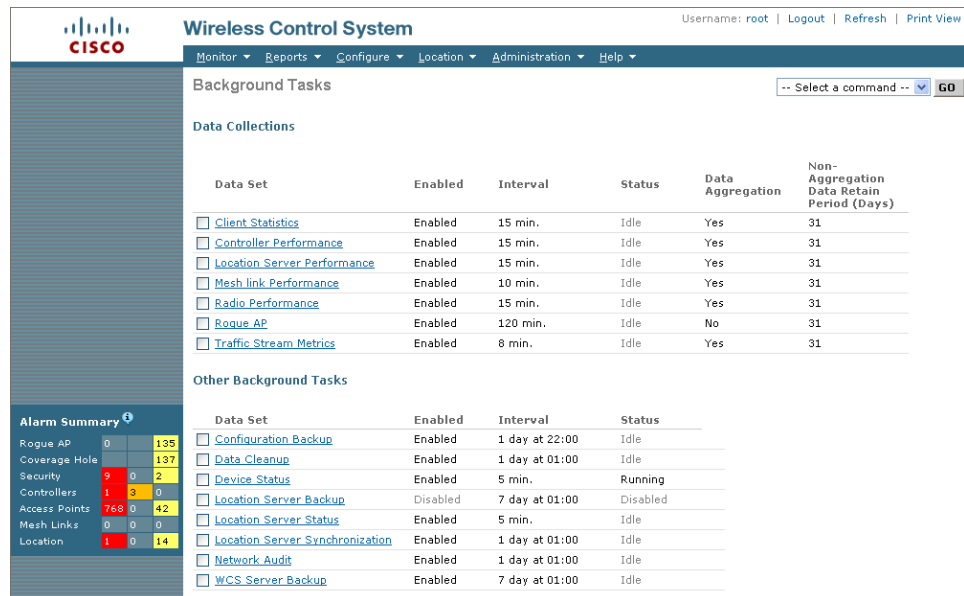 CISCO
Wireless Control System
Username: root | Logout | Refresh | Print View
Monitor Reports Configure Location Administration Help
Background Tasks
-- Select a command -- GO
Data Collections
Data Set Enabled Interval Status Data Aggregation Non-Aggregation Data Retain Period (Days)
Client Statistics Enabled 15 min. Idle Yes 31
Controller Performance Enabled 15 min. Idle Yes 31
Location Server Performance Enabled 15 min. Idle Yes 31
Mesh link Performance Enabled 10 min. Idle Yes 31
Radio Performance Enabled 15 min. Idle Yes 31
Rogue AP Enabled 120 min. Idle No 31
Traffic Stream Metrics Enabled 8 min. Idle Yes 31
Other Background Tasks
Data Set Enabled Interval Status
Configuration Backup Enabled 1 day at 22:00 Idle
Data Cleanup Enabled 1 day at 01:00 Idle
Device Status Enabled 5 min. Running
Location Server Backup Disabled 7 day at 01:00 Disabled
Location Server Status Enabled 5 min. Idle
Location Server Synchronization Enabled 1 day at 01:00 Idle
Network Audit Enabled 1 day at 01:00 Idle
WCS Server Backup Enabled 7 day at 01:00 Idle
Alarm Summary
Rogue AP 0 135
Coverage Hole 137
Security 9 0 2
Controllers 1 3 0
Access Points 768 0 42
Mesh Links 0 0 0
Location 1 0 14